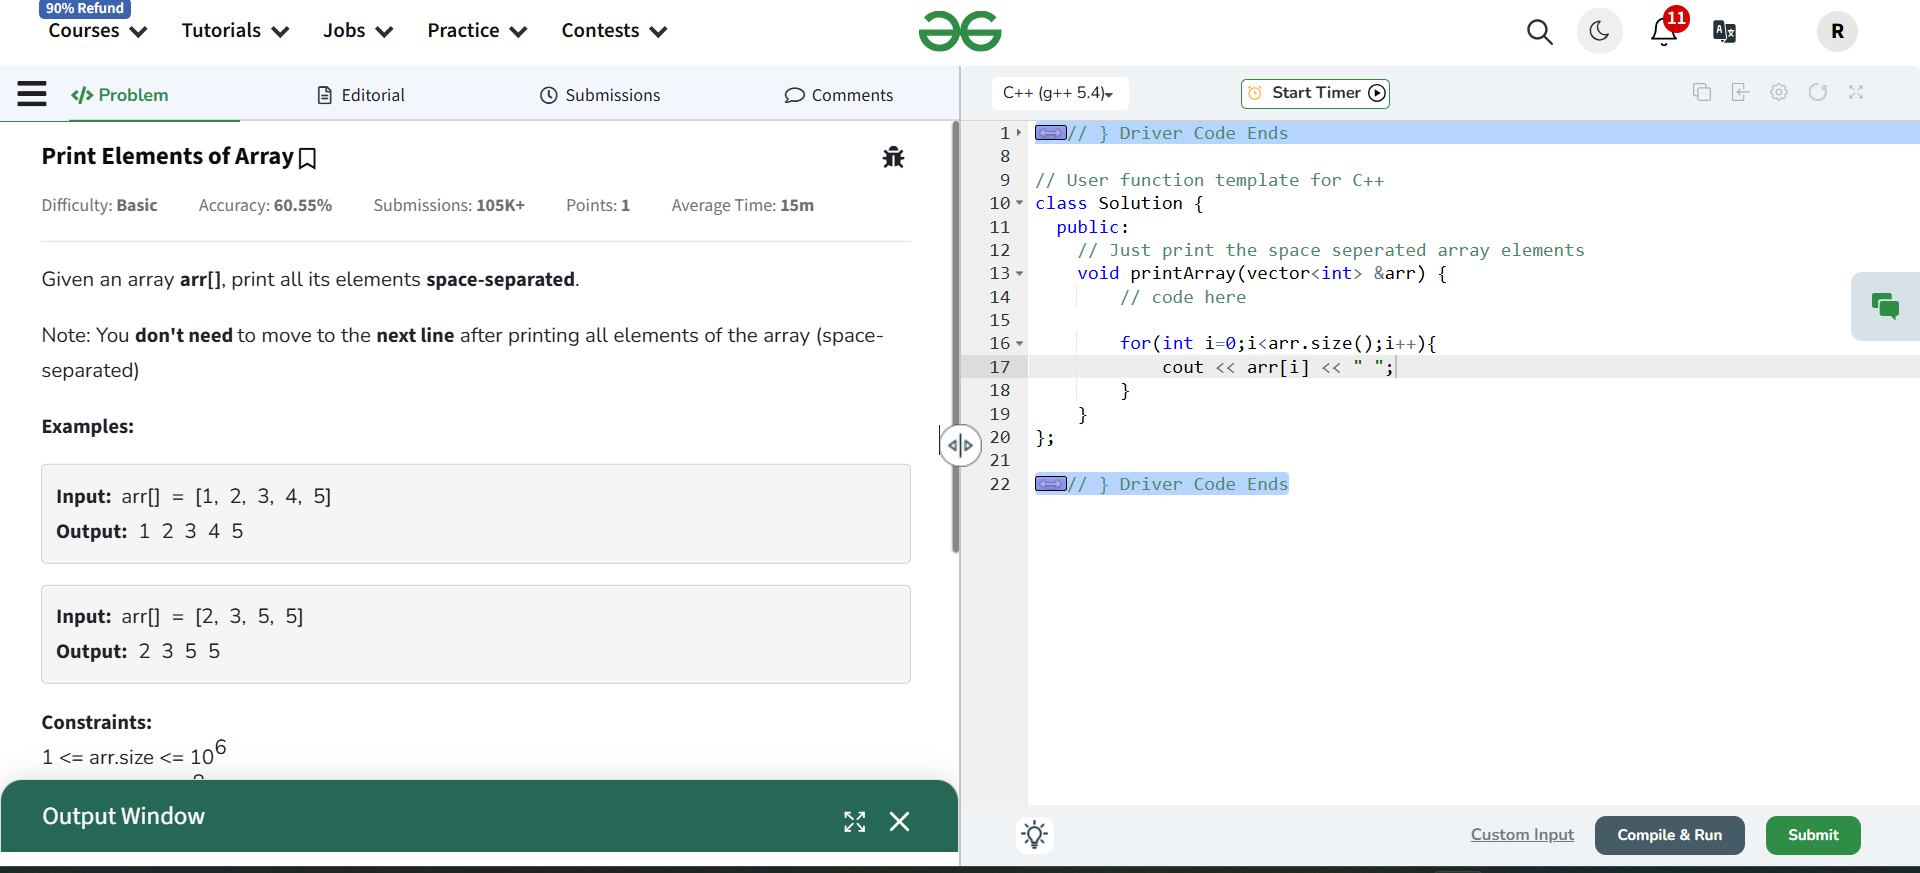 90% Refund
Courses Tutorials Jobs Practice Contests
11
R
</> Problem Editorial Submissions Comments
Print Elements of Array
Difficulty: Basic Accuracy: 60.55% Submissions: 105K+ Points: 1 Average Time: 15m
Given an array arr[], print all its elements space-separated.
Note: You don't need to move to the next line after printing all elements of the array (space-
separated)
Examples:
Input: arr[] = [1, 2, 3, 4, 5]
Output: 1 2 3 4 5
Input: arr[] = [2, 3, 5, 5]
Output: 2 3 5 5
Constraints:
1 <= arr.size <= 10^6
Output Window
C++ (g++ 5.4) Start Timer
1 // } Driver Code Ends
8
9 // User function template for C++
10 class Solution {
11 public:
12 // Just print the space seperated array elements
13 void printArray(vector<int> &arr) {
14 // code here
15
16 for(int i=0;i<arr.size();i++){
17 cout << arr[i] << " ";
18 }
19 }
20 };
21
22 // } Driver Code Ends
Custom Input Compile & Run Submit